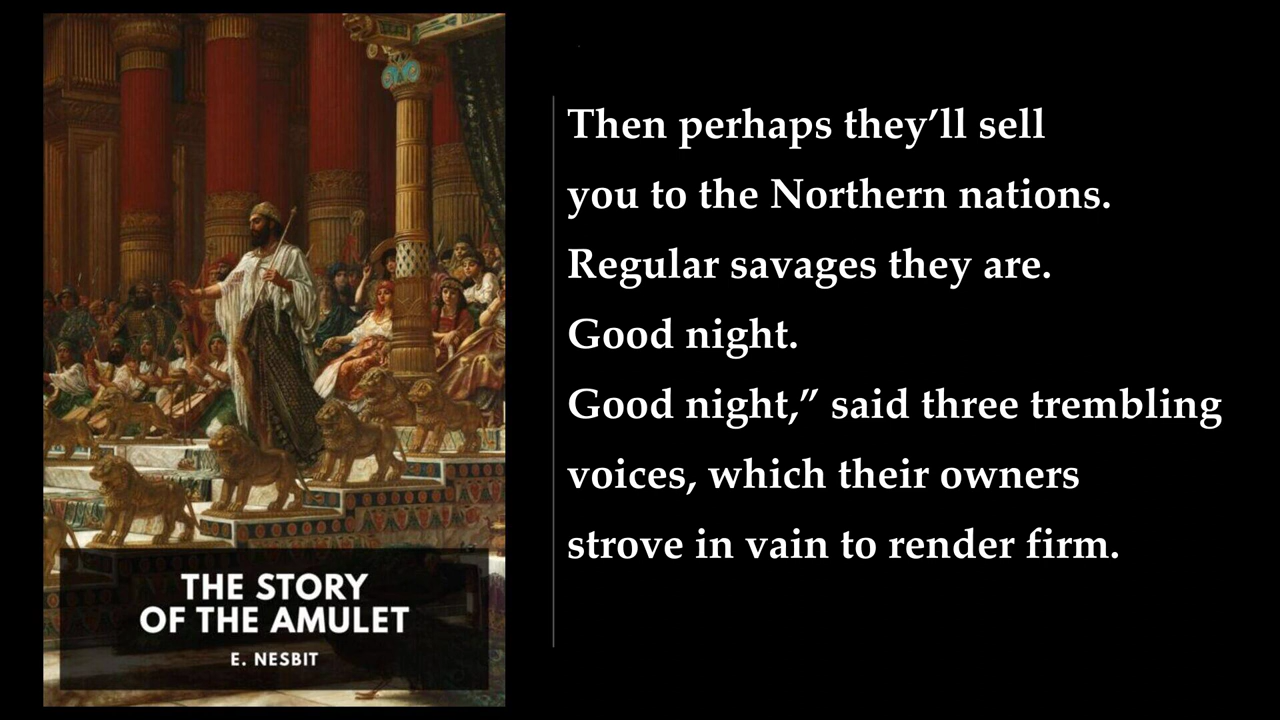 THE STORY
OF THE AMULET
E. NESBIT
Then perhaps they’ll sell
you to the Northern nations.
Regular savages they are.
Good night.
Good night,” said three trembling
voices, which their owners
strove in vain to render firm.